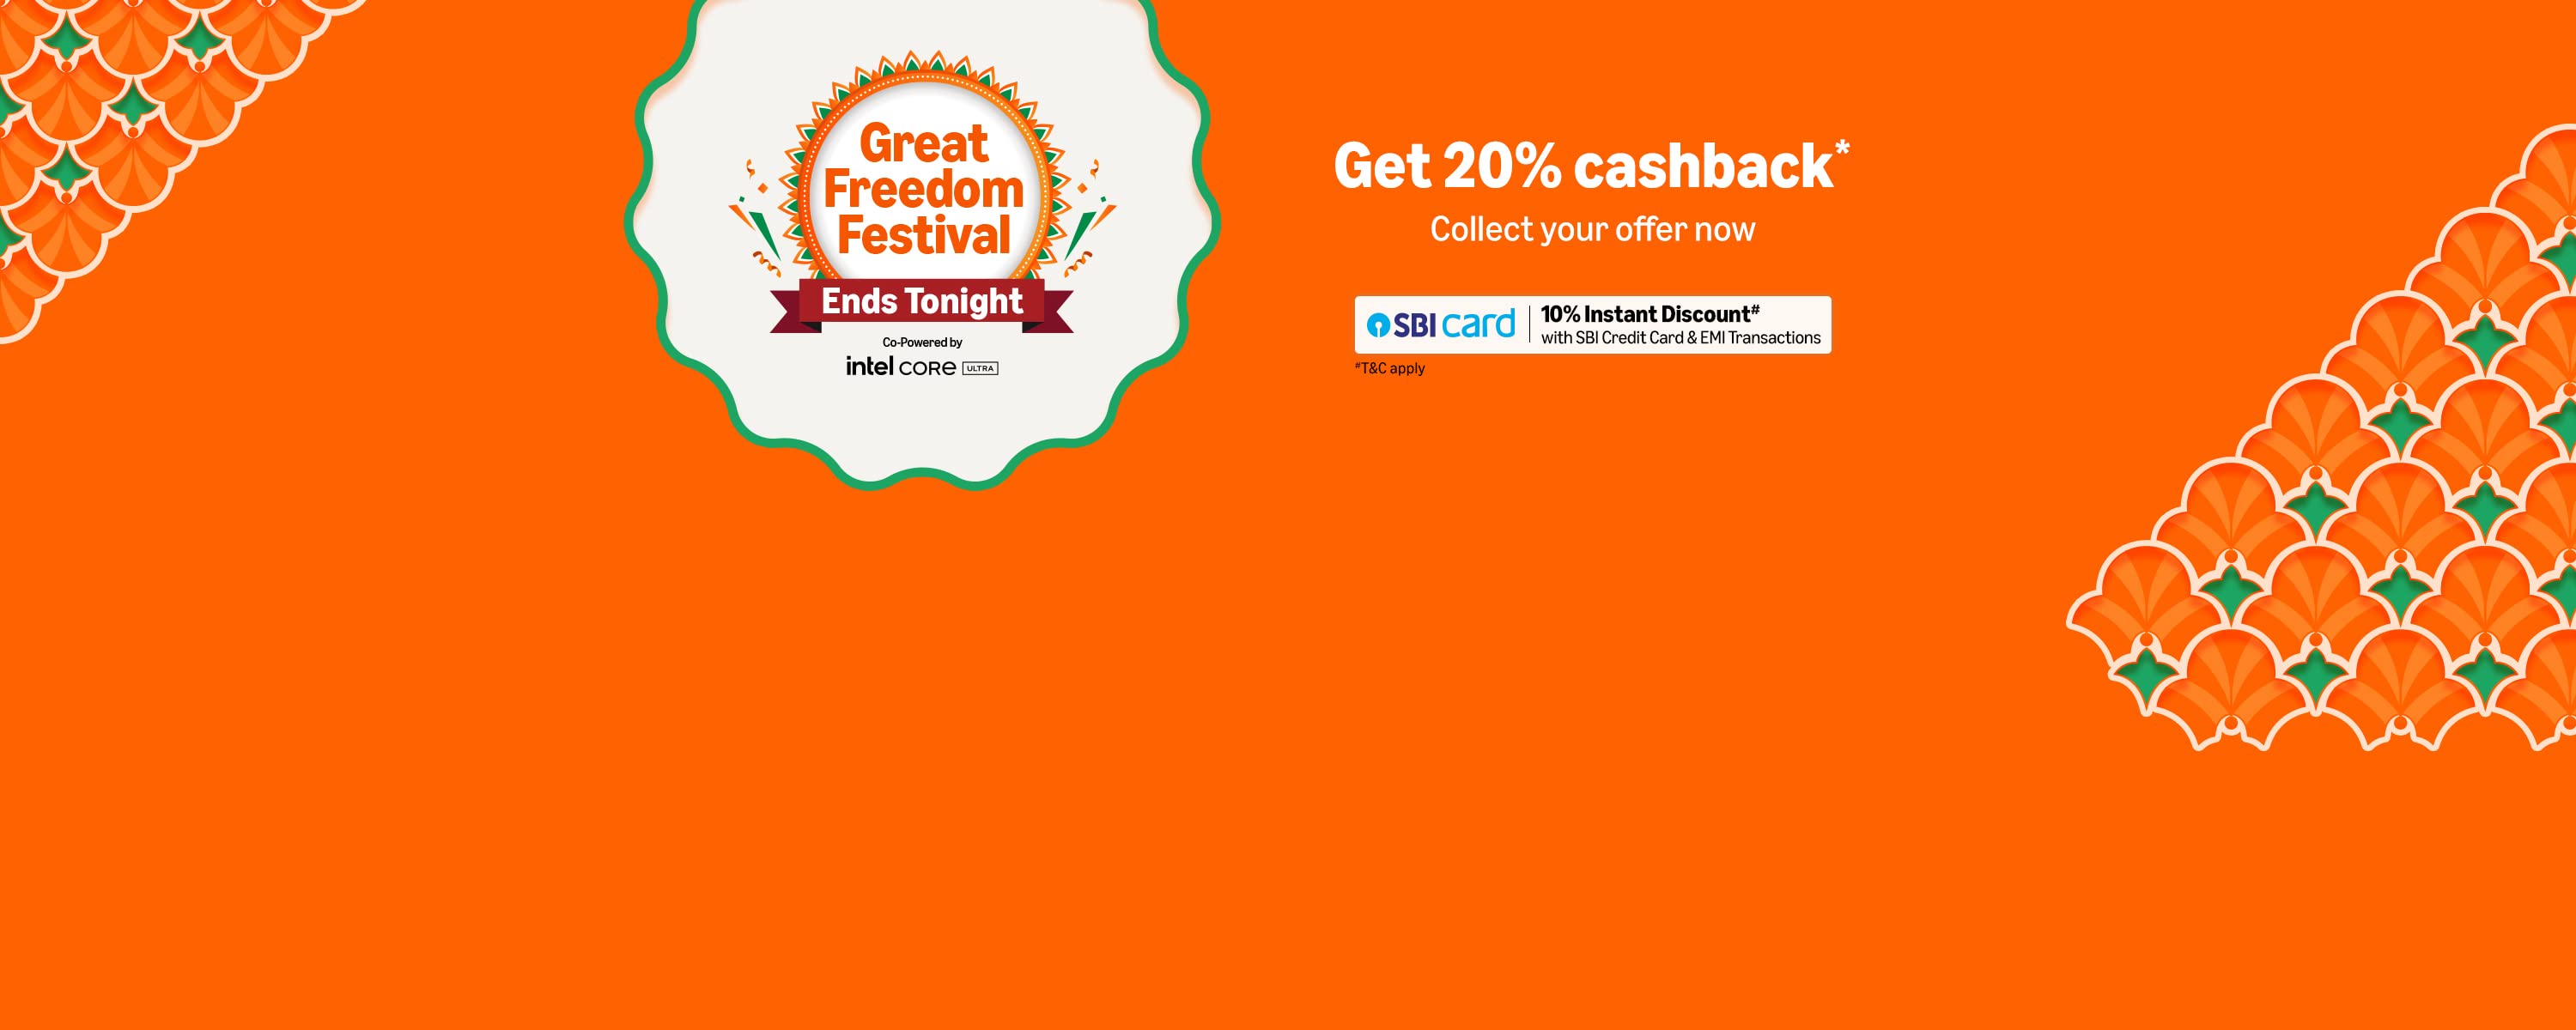 Great
Freedom
Festival
Ends Tonight
Co-Powered by
intel CORE ULTRA
Get 20% cashback*
Collect your offer now
SBI card
10% Instant Discount#
with SBI Credit Card & EMI Transactions
#T&C apply